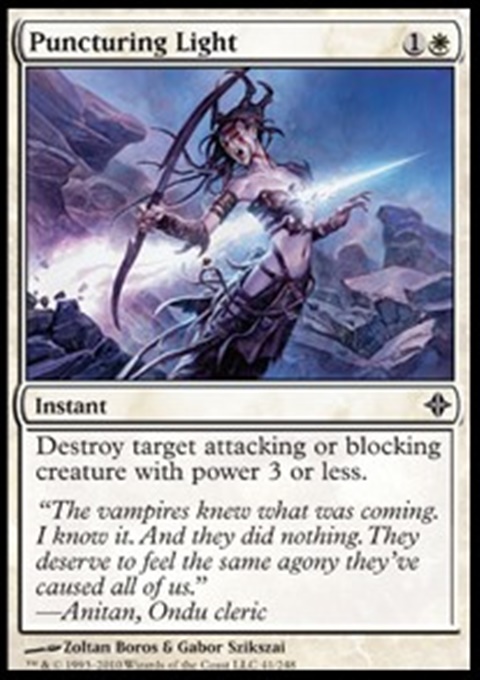 Puncturing Light 1
Instant
Destroy target attacking or blocking
creature with power 3 or less.
"The vampires knew what was coming.
I know it. And they did nothing. They
deserve to feel the same agony they've
caused all of us."
—Anitan, Ondu cleric
Zoltan Boros & Gabor Szikszai
™ & © 1993–2010 Wizards of the Coast LLC 41/248